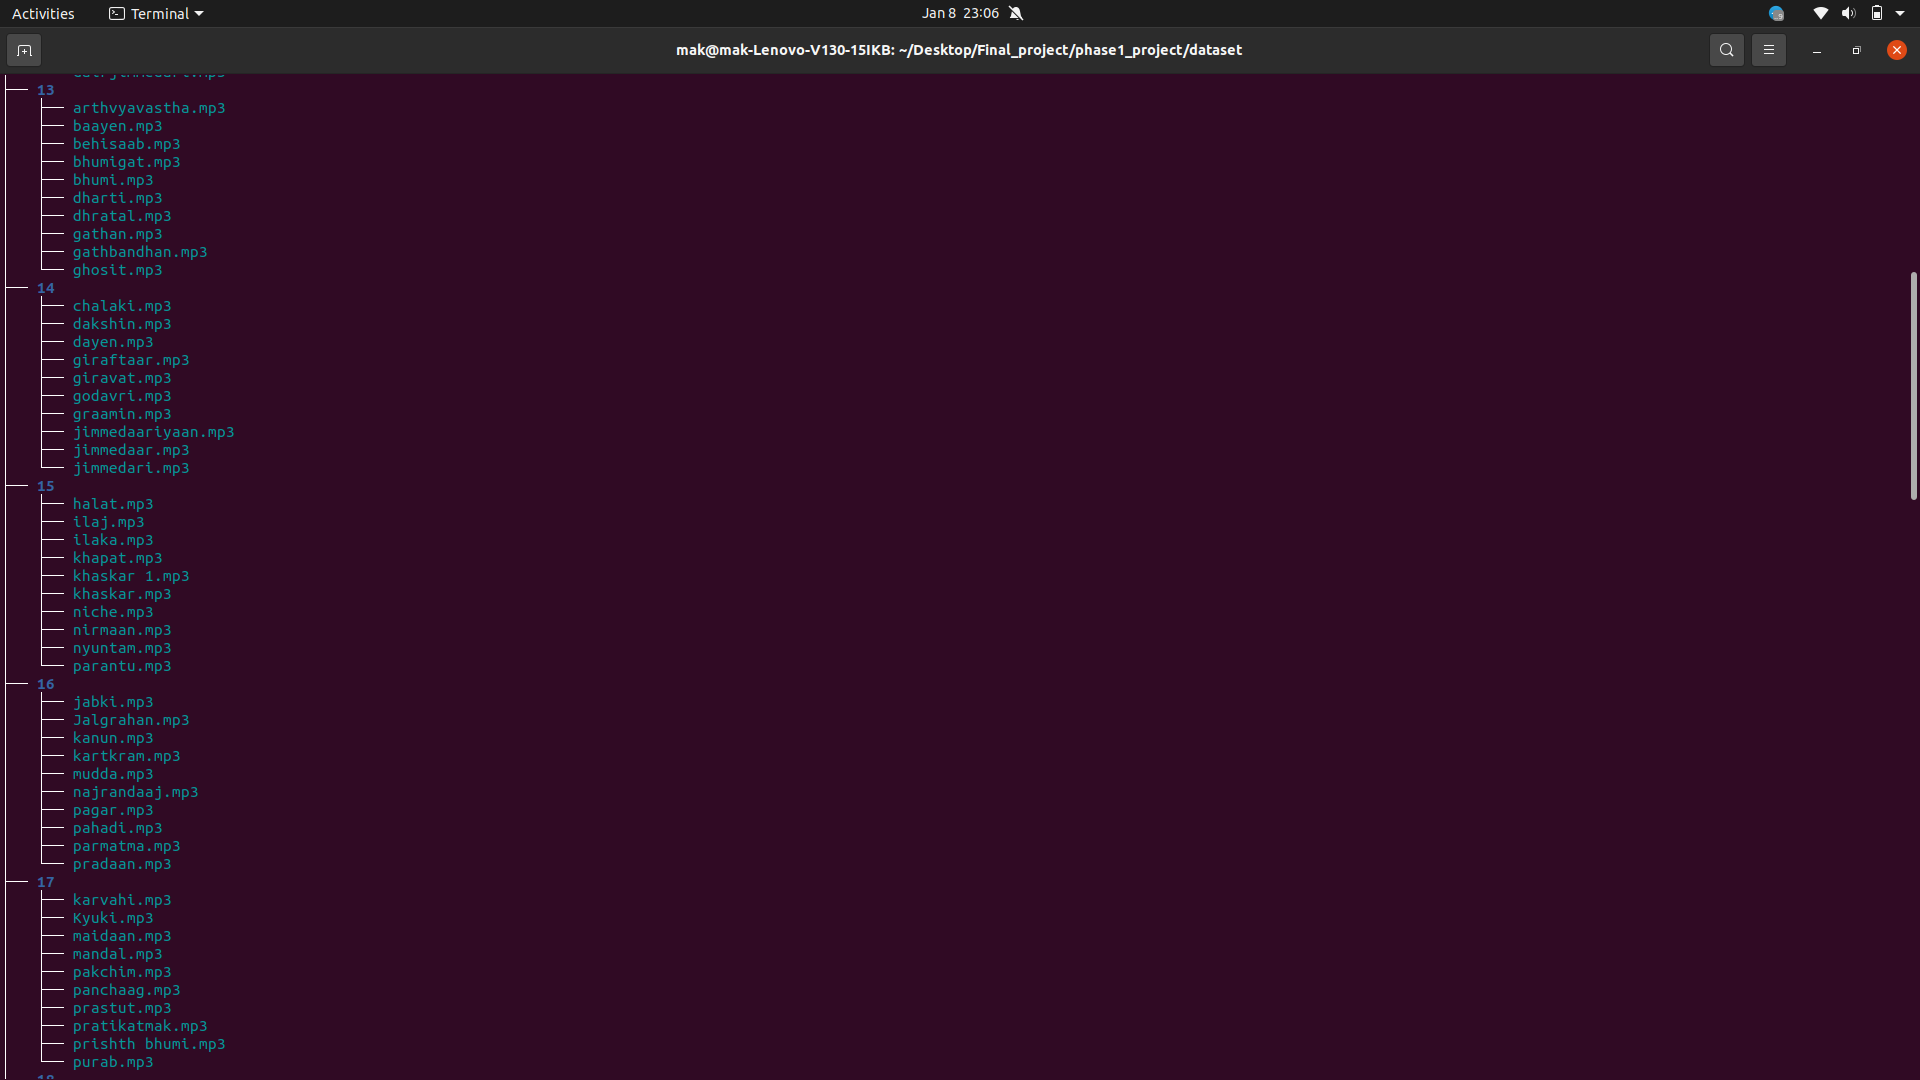 Activities Terminal Jan 8 23:06
mak@mak-Lenovo-V130-15IKB: ~/Desktop/Final_project/phase1_project/dataset
13
arthvyavastha.mp3
baayen.mp3
behisaab.mp3
bhumigat.mp3
bhumi.mp3
dharti.mp3
dhratal.mp3
gathan.mp3
gathbandhan.mp3
ghosit.mp3
14
chalaki.mp3
dakshin.mp3
dayen.mp3
giraftaar.mp3
giravat.mp3
godavri.mp3
graamin.mp3
jimmedaariyaan.mp3
jimmedaar.mp3
jimmedari.mp3
15
halat.mp3
ilaj.mp3
ilaka.mp3
khapat.mp3
khaskar 1.mp3
khaskar.mp3
niche.mp3
nirmaan.mp3
nyuntam.mp3
parantu.mp3
16
jabki.mp3
Jalgrahan.mp3
kanun.mp3
kartkram.mp3
mudda.mp3
najrandaaj.mp3
pagar.mp3
pahadi.mp3
parmatma.mp3
pradaan.mp3
17
karvahi.mp3
Kyuki.mp3
maidaan.mp3
mandal.mp3
pakchim.mp3
panchaag.mp3
prastut.mp3
pratikatmak.mp3
prishth bhumi.mp3
purab.mp3